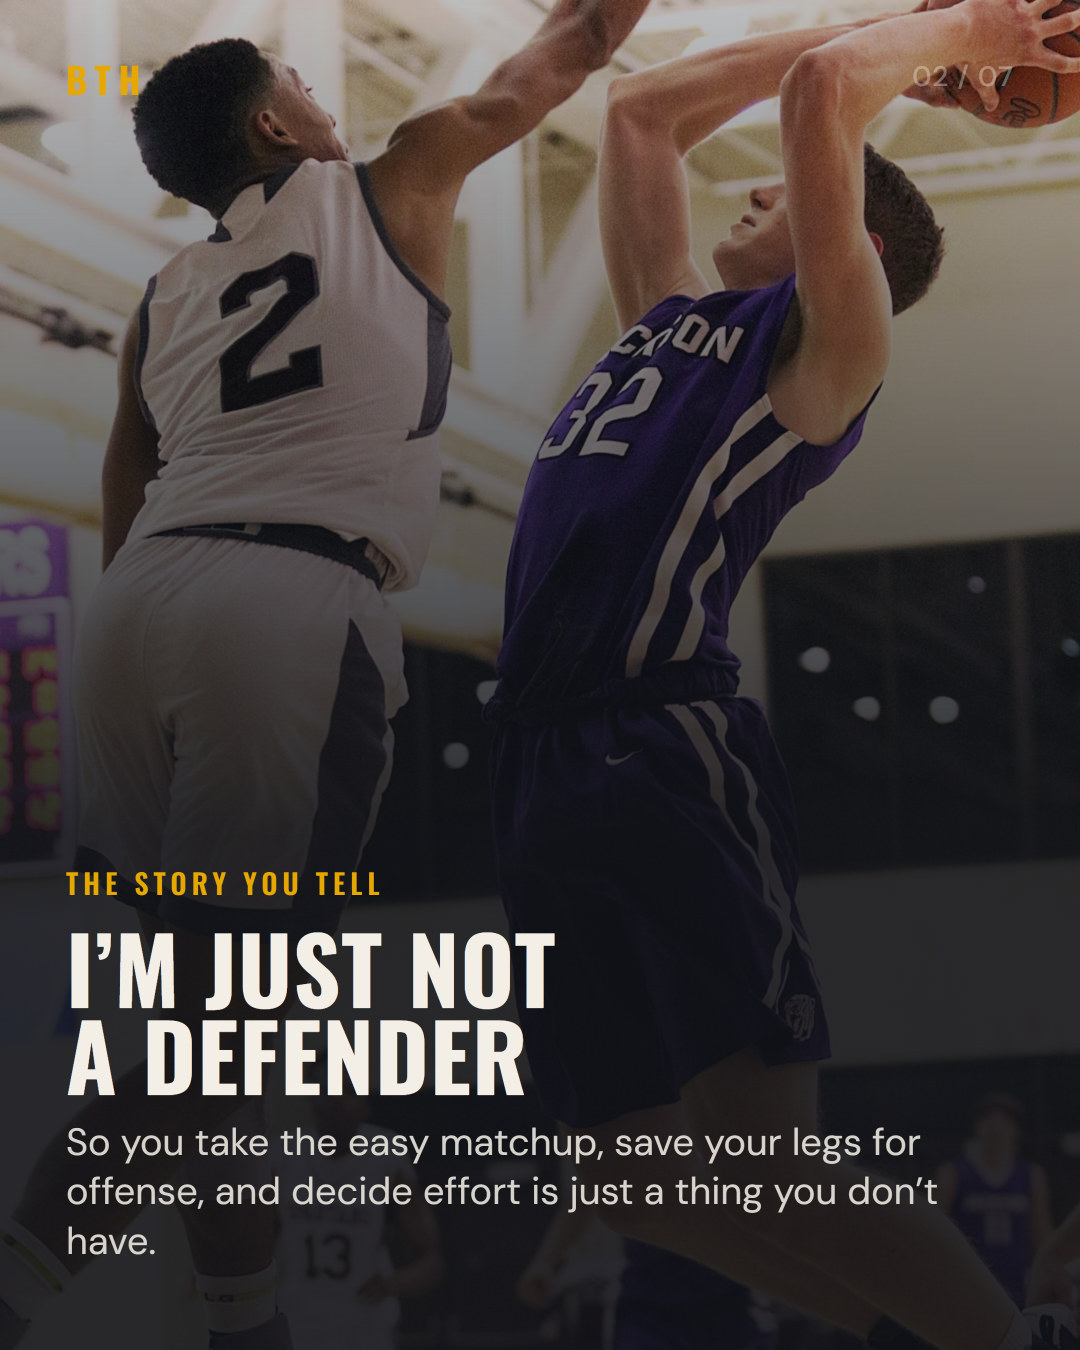 BTH
02 / 07
2
32
THE STORY YOU TELL
I’M JUST NOT
A DEFENDER
So you take the easy matchup, save your legs for
offense, and decide effort is just a thing you don’t
have.
13